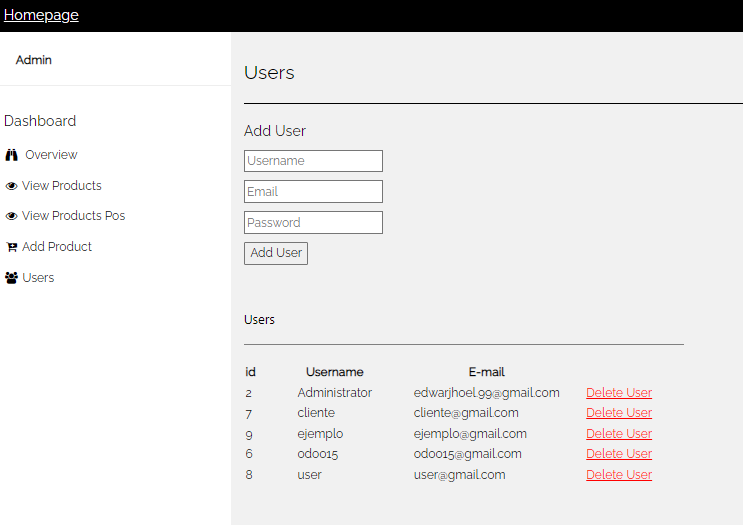 Homepage
Admin
Dashboard
Overview
View Products
View Products Pos
Add Product
Users
Users
Add User
Username
Email
Password
Add User
Users
id Username E-mail
2 Administrator edwarjhoel.99@gmail.com Delete User
7 cliente cliente@gmail.com Delete User
9 ejemplo ejemplo@gmail.com Delete User
6 odoo15 odoo15@gmail.com Delete User
8 user user@gmail.com Delete User